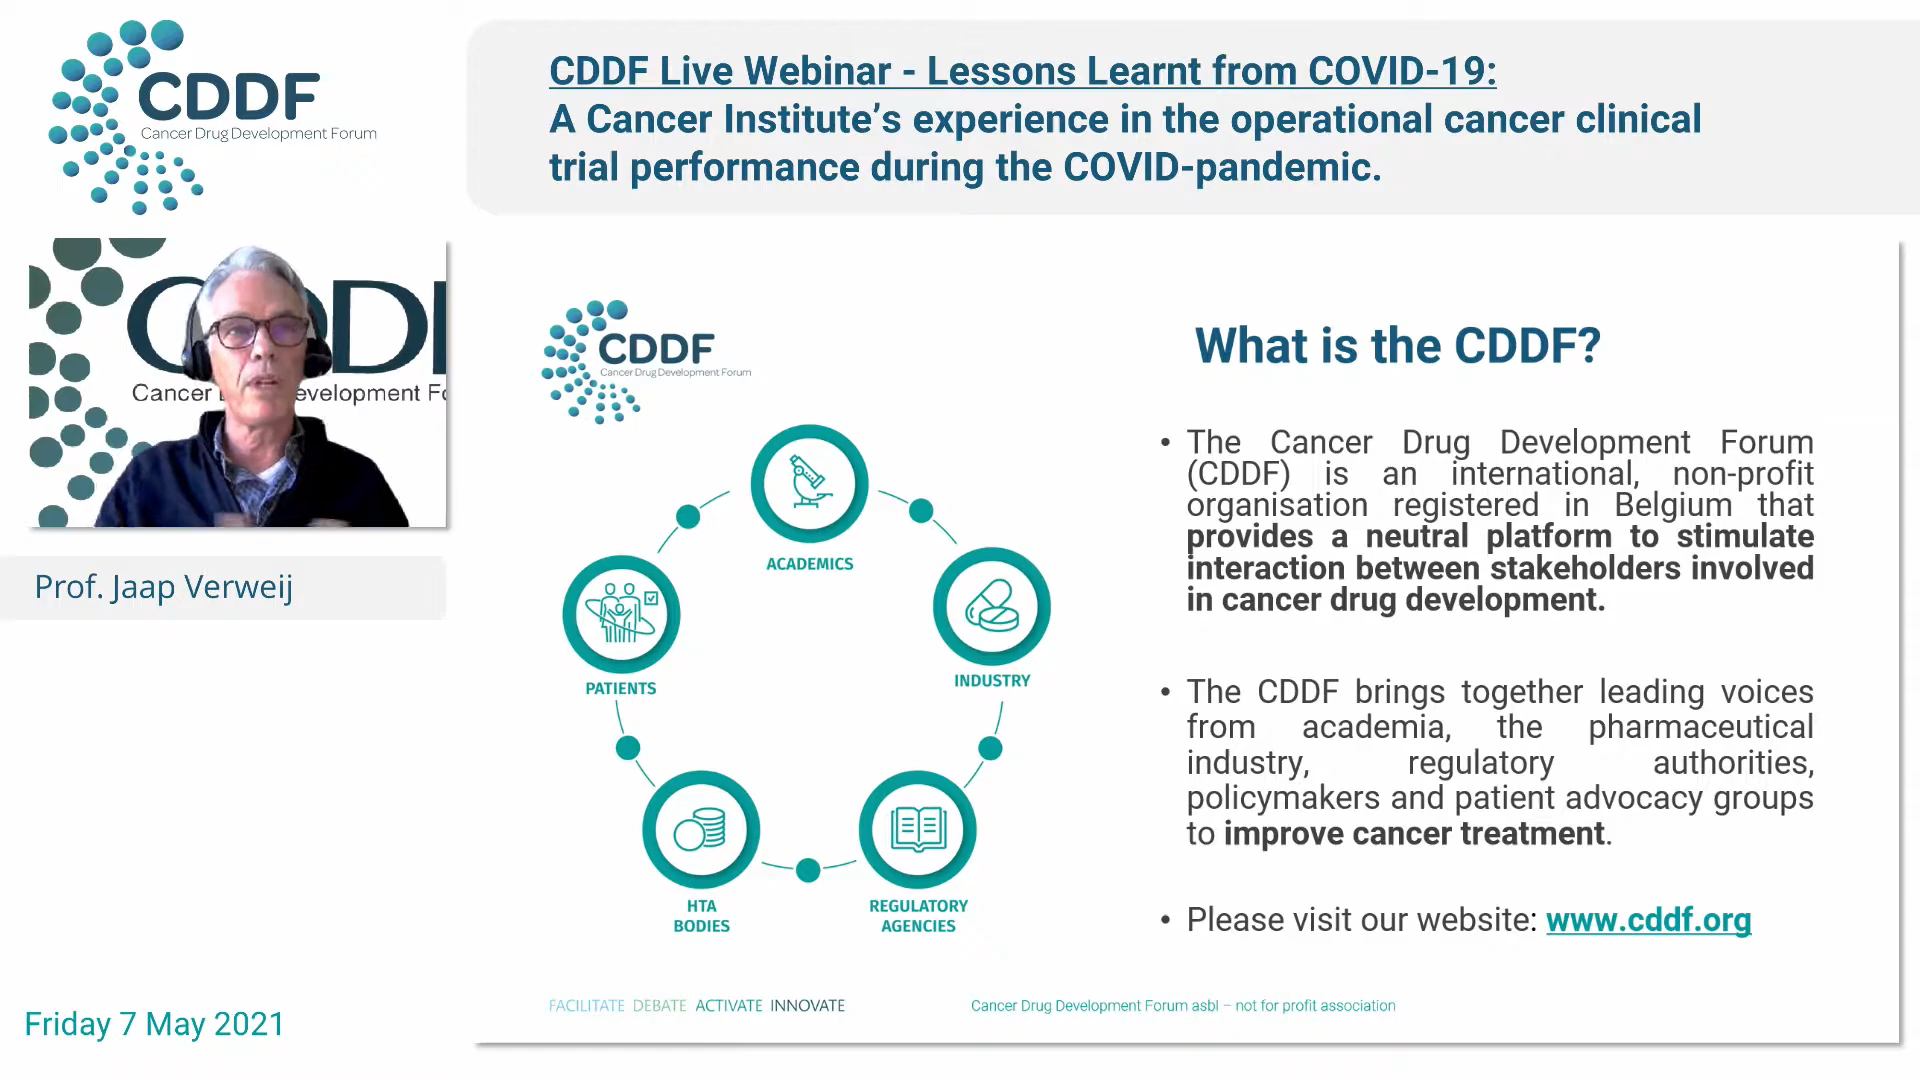 CDDF
Cancer Drug Development Forum
CDDF Live Webinar - Lessons Learnt from COVID-19:
A Cancer Institute’s experience in the operational cancer clinical
trial performance during the COVID-pandemic.
Cancer evelopment
Prof. Jaap Verweij
Friday 7 May 2021
CDDF
Cancer Drug Development Forum
ACADEMICS
INDUSTRY
PATIENTS
HTA
BODIES
REGULATORY
AGENCIES
What is the CDDF?
• The Cancer Drug Development Forum
(CDDF) is an international, non-profit
organisation registered in Belgium that
provides a neutral platform to stimulate
interaction between stakeholders involved
in cancer drug development.
• The CDDF brings together leading voices
from academia, the pharmaceutical
industry, regulatory authorities,
policymakers and patient advocacy groups
to improve cancer treatment.
• Please visit our website: www.cddf.org
FACILITATE DEBATE ACTIVATE INNOVATE
Cancer Drug Development Forum asbl – not for profit association